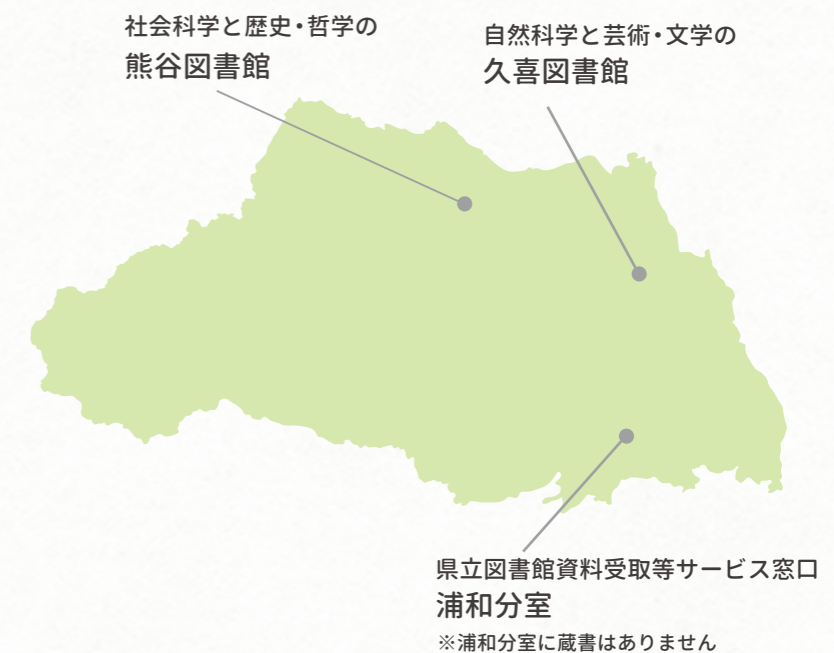 社会科学と歴史・哲学の
熊谷図書館
自然科学と芸術・文学の
久喜図書館
県立図書館資料受取等サービス窓口
浦和分室
※浦和分室に蔵書はありません